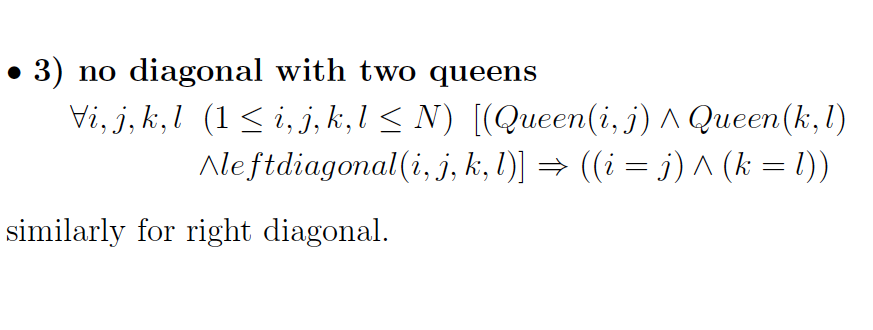 • 3) no diagonal with two queens
∀i, j, k, l (1 ≤ i, j, k, l ≤ N) [(Queen(i, j) ∧ Queen(k, l)
∧leftdiagonal(i, j, k, l)] ⇒ ((i = j) ∧ (k = l))
similarly for right diagonal.